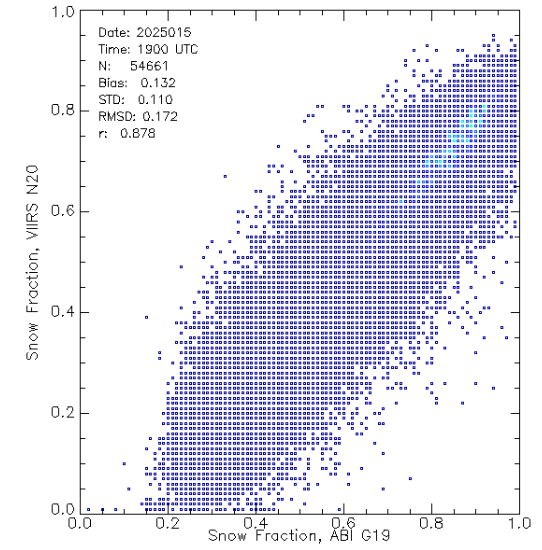 Date: 2025015
Time: 1900 UTC
N: 54661
Bias: 0.132
STD: 0.110
RMSD: 0.172
r: 0.878
1.0
0.8
0.6
0.4
0.2
0.0
Snow Fraction, VIIRS N20
0.0 0.2 0.4 0.6 0.8 1.0
Snow Fraction, ABI G19